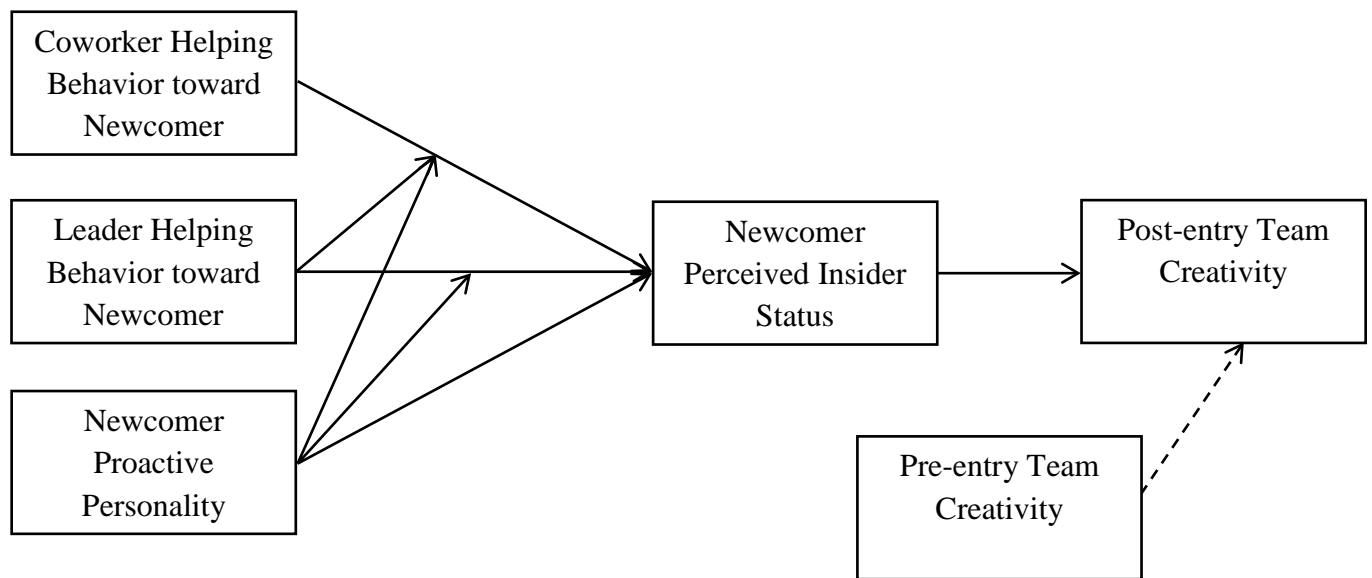 Coworker Helping
Behavior toward
Newcomer
Leader Helping
Behavior toward
Newcomer
Newcomer
Proactive
Personality
Newcomer
Perceived Insider
Status
Post-entry Team
Creativity
Pre-entry Team
Creativity